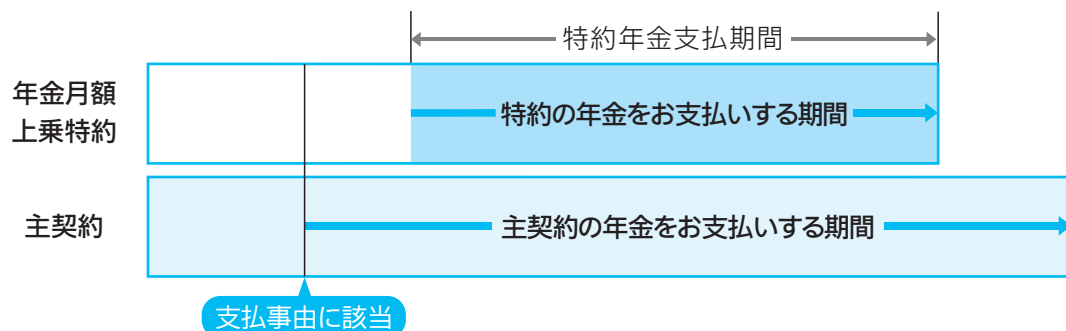 特約年金支払期間
年金月額
上乗特約
特約の年金をお支払いする期間
主契約
主契約の年金をお支払いする期間
支払事由に該当